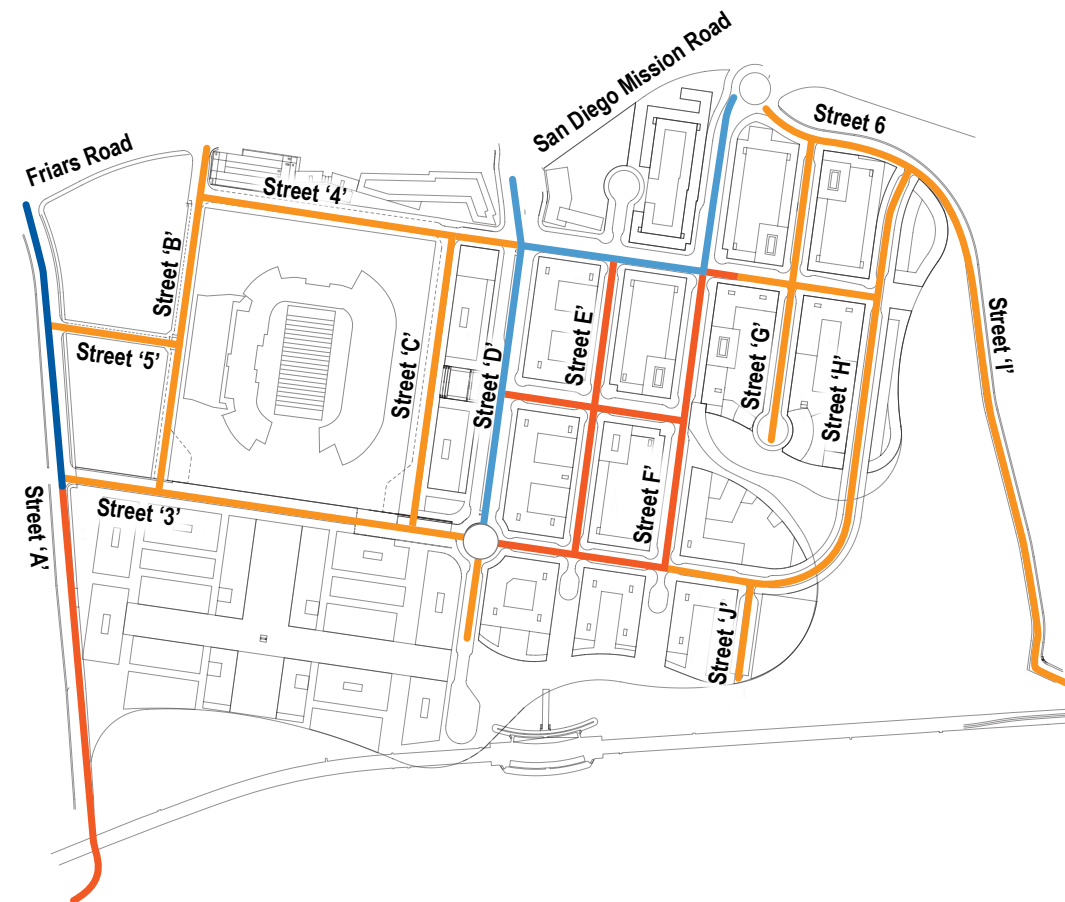 San Diego Mission Road
Street 6
Friars Road
Street ‘4’
Street ‘B’
Street ‘5’
Street ‘C’
Street ‘D’
Street E’
Street ‘G’
Street ‘H’
Street ‘I’
Street F’
Street ‘3’
Street ‘A’
Street ‘J’